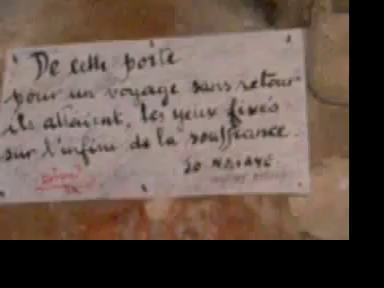 De cette porte
pour un voyage sans retour
ils allaient, les yeux fixés
sur l'infini de la souffrance.
JO NDIAYE